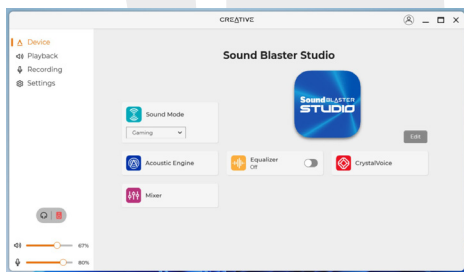 CREATIVE
Device
Playback
Recording
Settings
Sound Blaster Studio
Sound BLASTER
STUDIO
Sound Mode
Gaming
Edit
Acoustic Engine
Equalizer
Off
CrystalVoice
Mixer
67%
80%